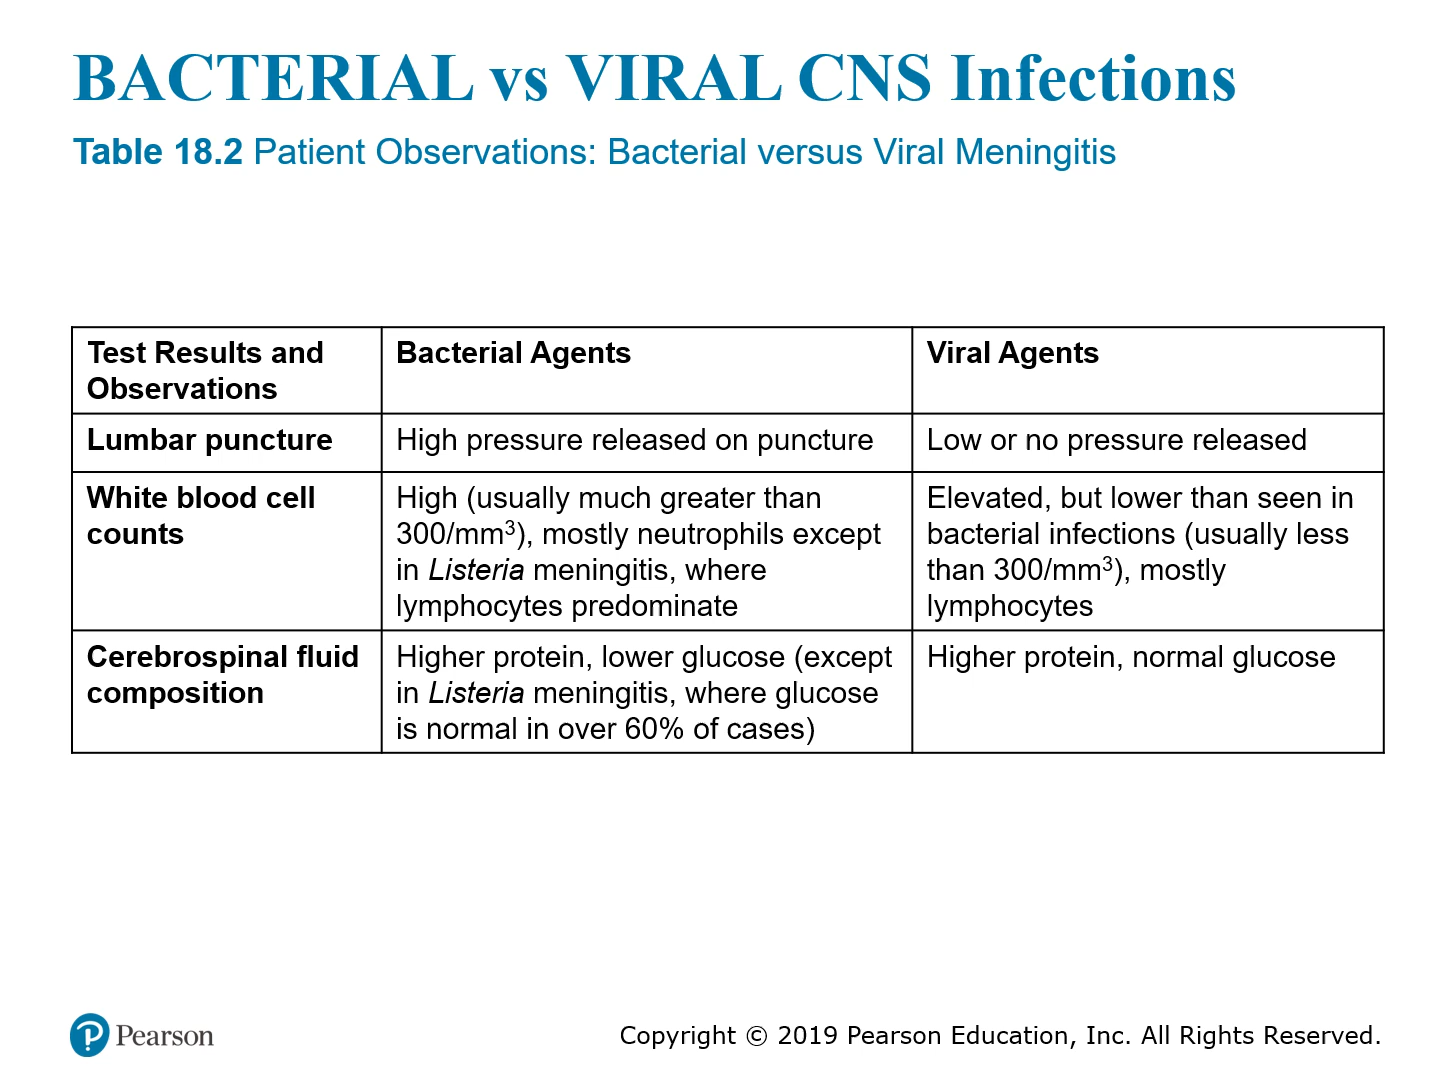 BACTERIAL vs VIRAL CNS Infections
Table 18.2 Patient Observations: Bacterial versus Viral Meningitis
Test Results and
Observations
Bacterial Agents
Viral Agents
Lumbar puncture
High pressure released on puncture
Low or no pressure released
White blood cell
counts
High (usually much greater than
300/mm³), mostly neutrophils except
in Listeria meningitis, where
lymphocytes predominate
Elevated, but lower than seen in
bacterial infections (usually less
than 300/mm³), mostly
lymphocytes
Cerebrospinal fluid
composition
Higher protein, lower glucose (except
in Listeria meningitis, where glucose
is normal in over 60% of cases)
Higher protein, normal glucose
Pearson
Copyright © 2019 Pearson Education, Inc. All Rights Reserved.